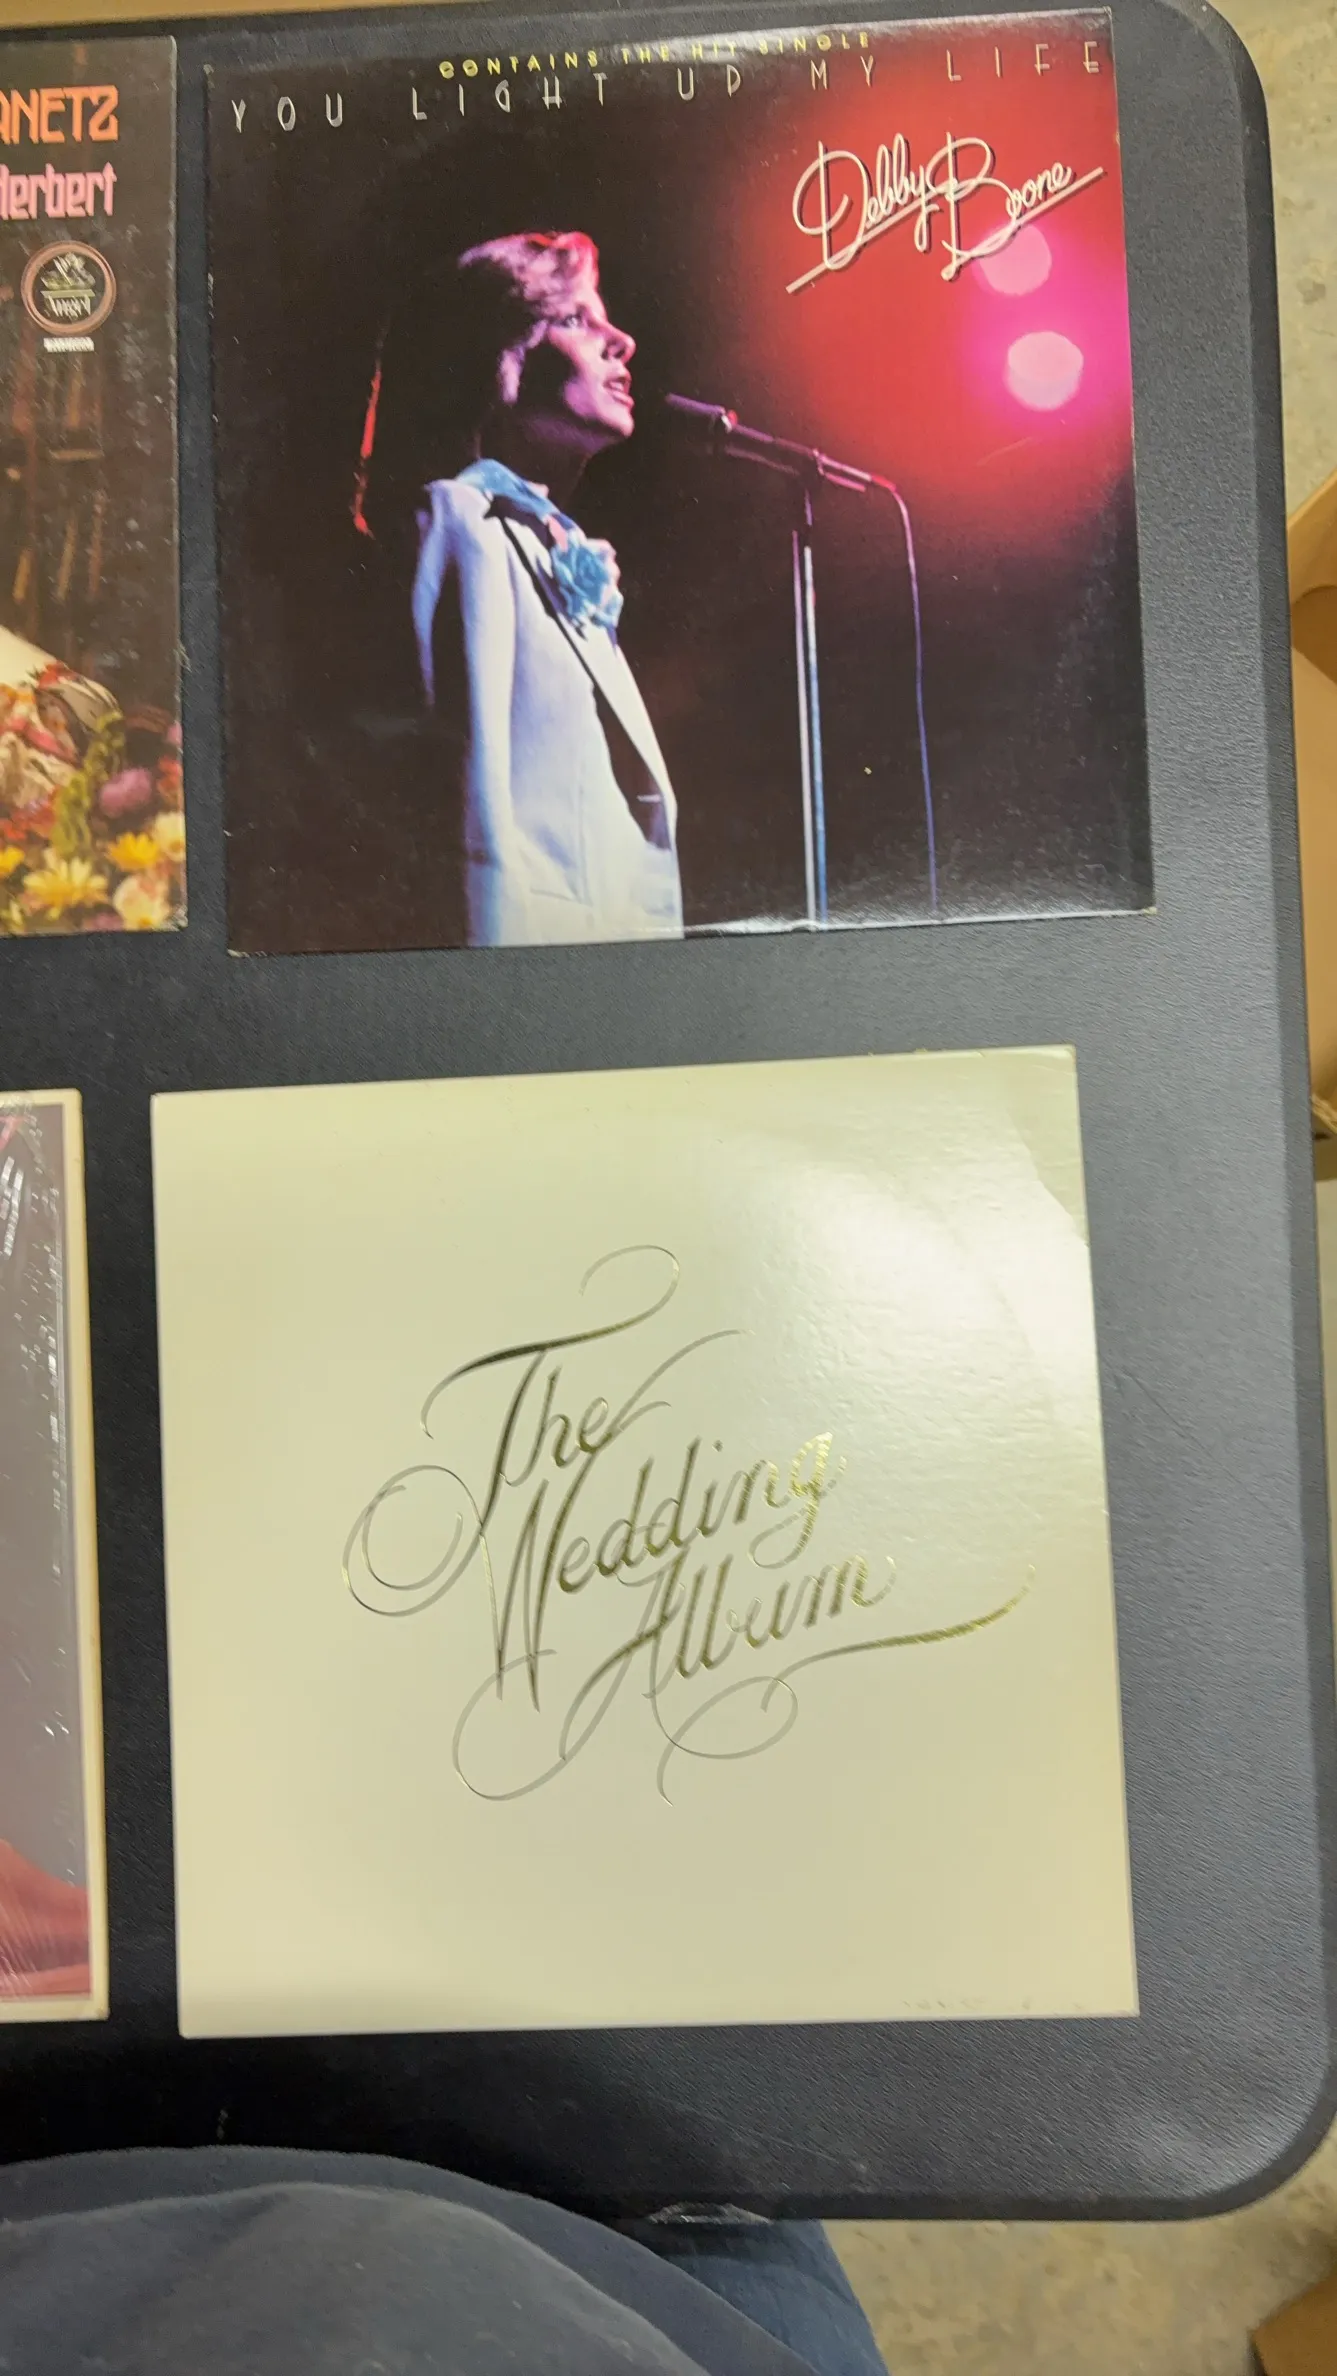 ANETZ
Herbert
CONTAINS THE HIT SINGLE
YOU LIGHT UP MY LIFE
Debby Boone
The
Wedding
Album